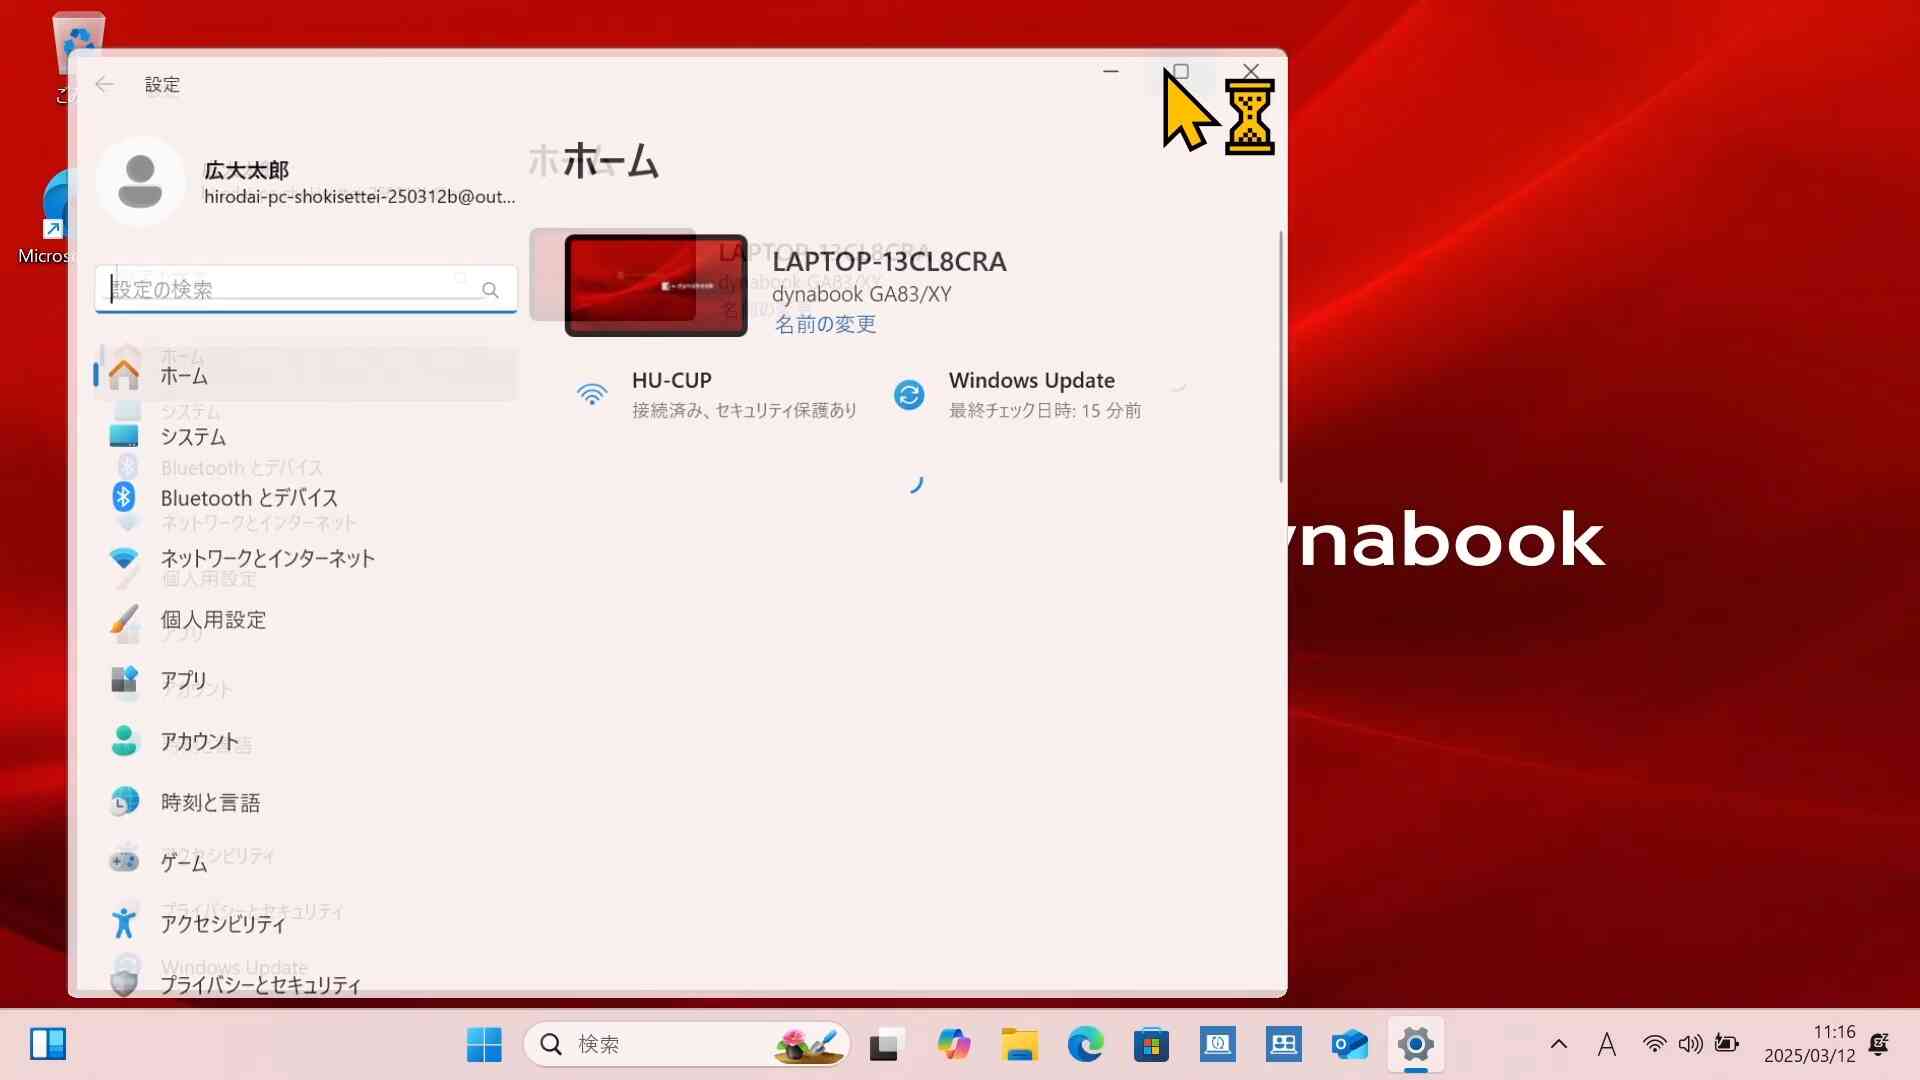 設定
広大太郎
hirodai-pc-shokisettei-250312b@out...
設定の検索
ホーム
システム
Bluetooth とデバイス
ネットワークとインターネット
個人用設定
アプリ
アカウント
時刻と言語
ゲーム
アクセシビリティ
プライバシーとセキュリティ
ホーム
LAPTOP-13CL8CRA
dynabook GA83/XY
名前の変更
HU-CUP
接続済み、セキュリティ保護あり
Windows Update
最終チェック日時: 15 分前
Micros
ynabook
検索
A
11:16
2025/03/12